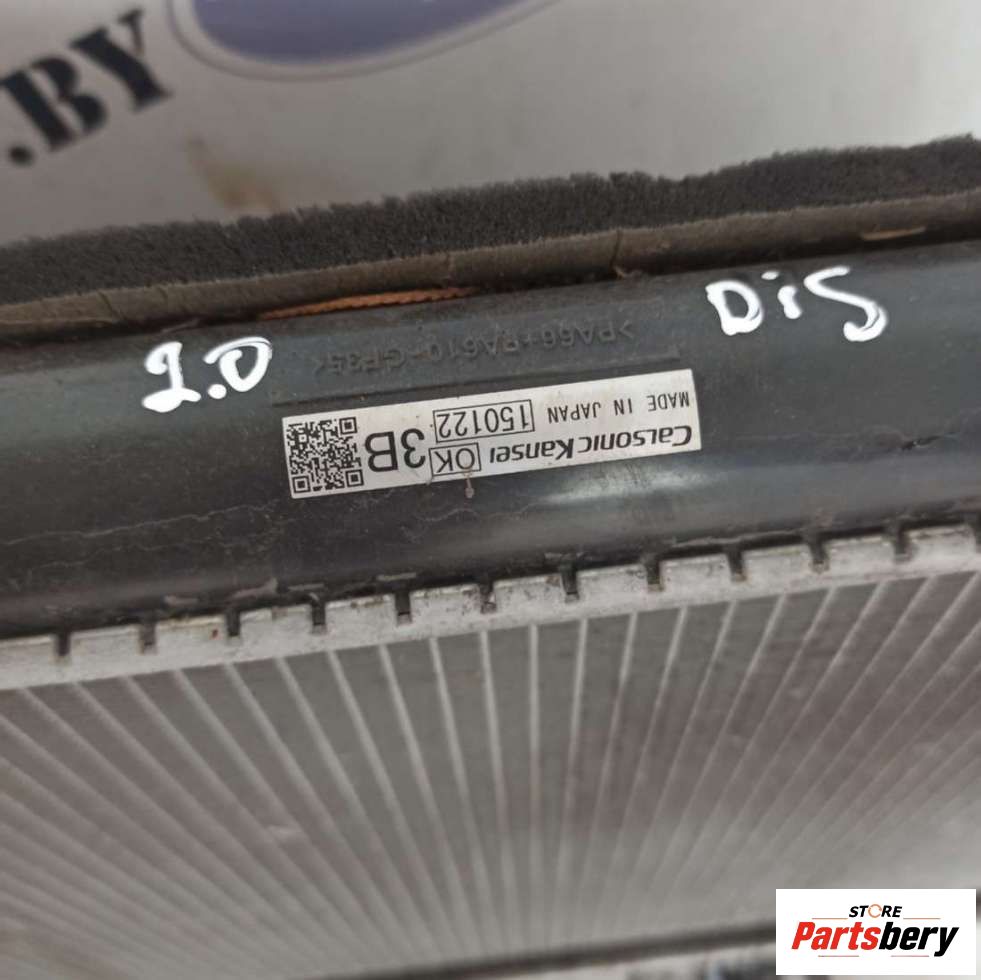 .BY
2.0 DiS
>PA66+PA610-GF35<
MADE IN JAPAN 150122 3B
CALSONIC KANSEI OK
STORE
Partsbery